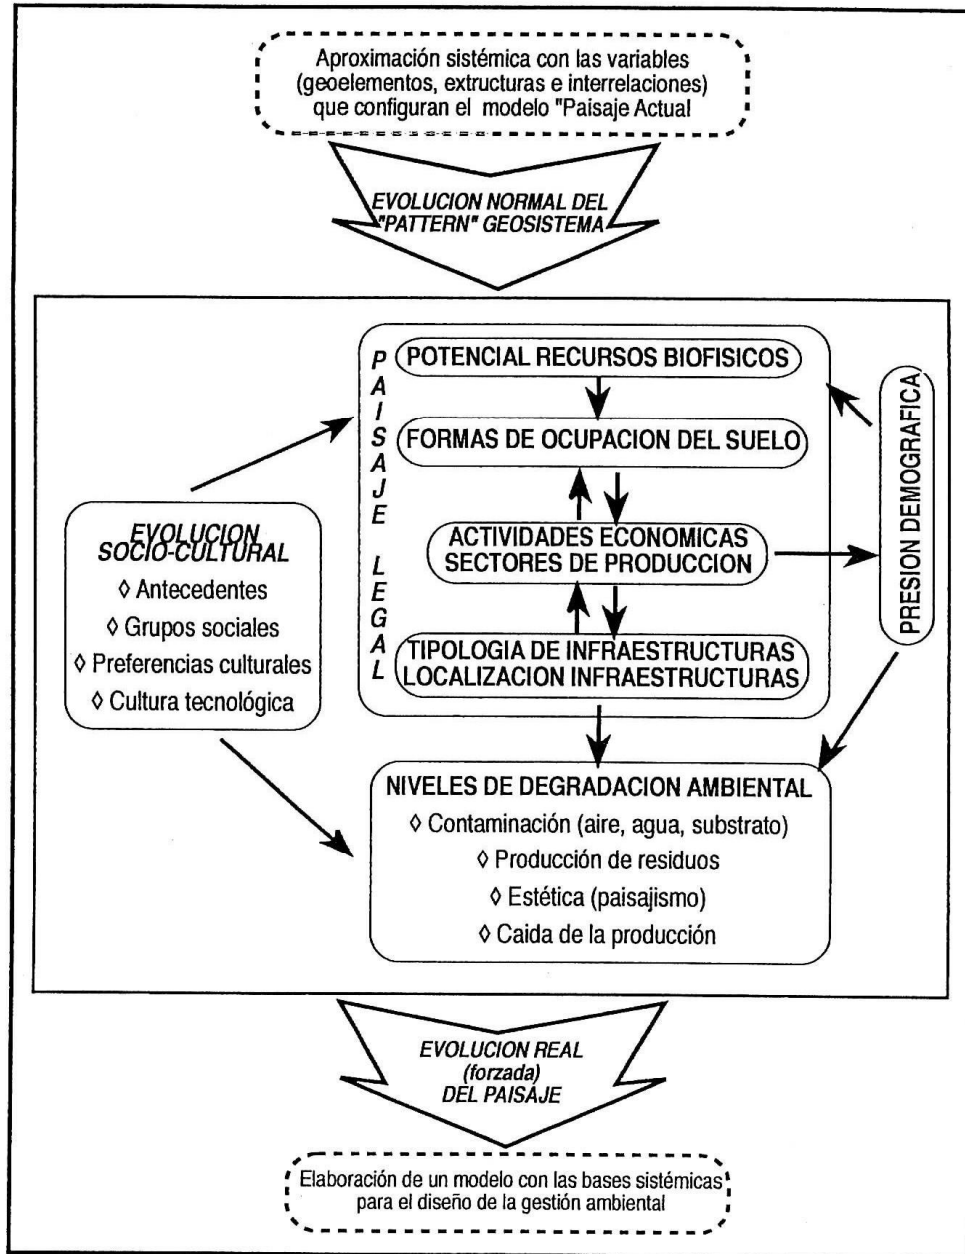 Aproximación sistémica con las variables
(geoelementos, extructuras e interrelaciones)
que configuran el modelo "Paisaje Actual
EVOLUCION NORMAL DEL
"PATTERN" GEOSISTEMA
PAISAJE LEGAL
POTENCIAL RECURSOS BIOFISICOS
FORMAS DE OCUPACION DEL SUELO
ACTIVIDADES ECONOMICAS
SECTORES DE PRODUCCION
TIPOLOGIA DE INFRAESTRUCTURAS
LOCALIZACION INFRAESTRUCTURAS
PRESION DEMOGRAFICA
EVOLUCION
SOCIO-CULTURAL
◊ Antecedentes
◊ Grupos sociales
◊ Preferencias culturales
◊ Cultura tecnológica
NIVELES DE DEGRADACION AMBIENTAL
◊ Contaminación (aire, agua, substrato)
◊ Producción de residuos
◊ Estética (paisajismo)
◊ Caida de la producción
EVOLUCION REAL
(forzada)
DEL PAISAJE
Elaboración de un modelo con las bases sistémicas
para el diseño de la gestión ambiental